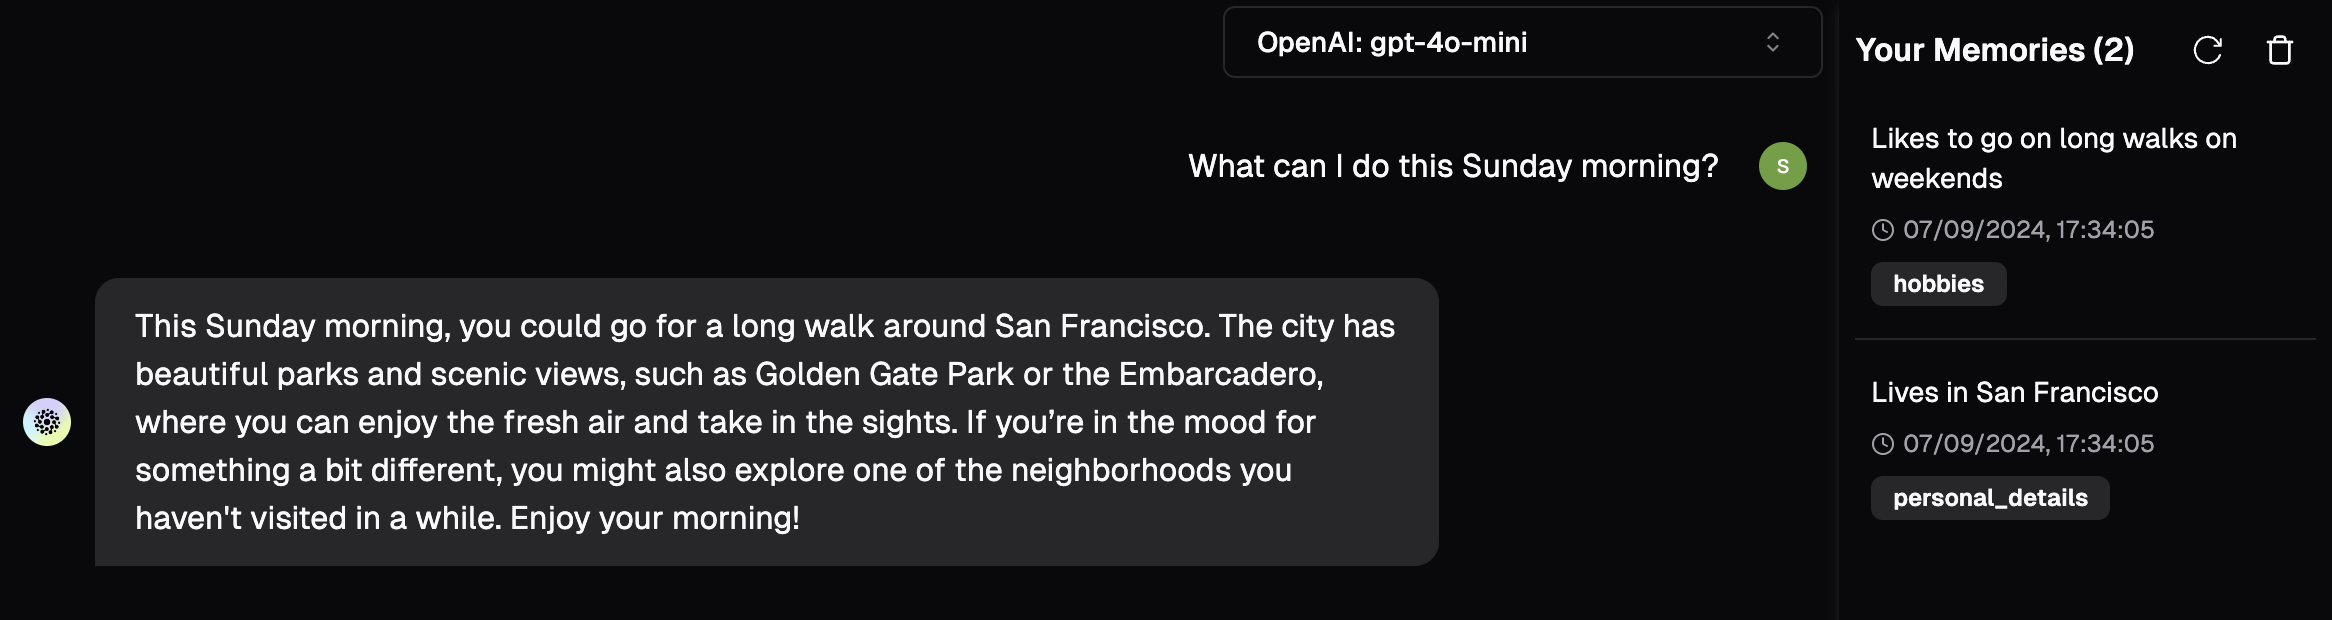 OpenAI: gpt-4o-mini
What can I do this Sunday morning?
S
This Sunday morning, you could go for a long walk around San Francisco. The city has
beautiful parks and scenic views, such as Golden Gate Park or the Embarcadero,
where you can enjoy the fresh air and take in the sights. If you’re in the mood for
something a bit different, you might also explore one of the neighborhoods you
haven't visited in a while. Enjoy your morning!
Your Memories (2)
Likes to go on long walks on
weekends
07/09/2024, 17:34:05
hobbies
Lives in San Francisco
07/09/2024, 17:34:05
personal_details